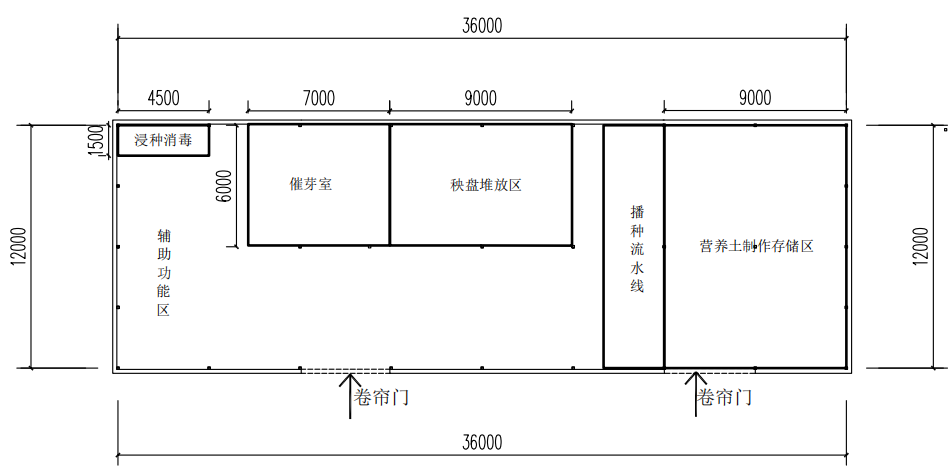 36000
4500
7000
9000
9000
1500
浸种消毒
6000
催芽室
秧盘堆放区
播种流水线
营养土制作存储区
辅助功能区
12000
12000
卷帘门
卷帘门
36000